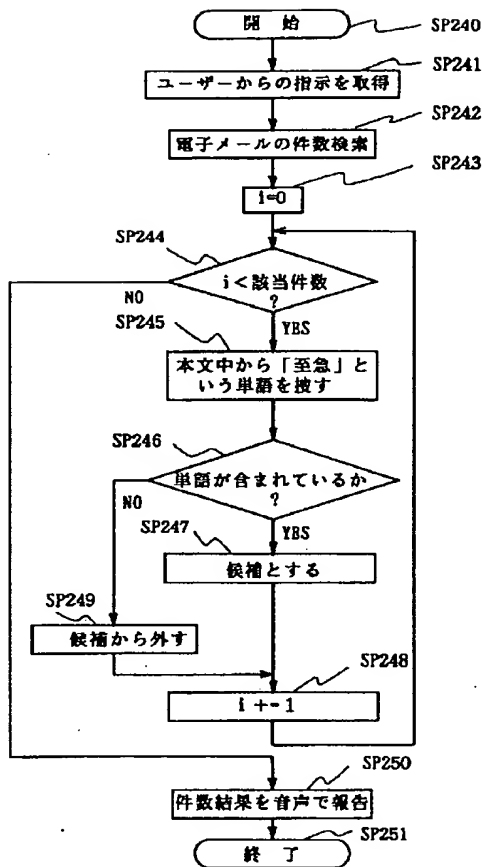 開 始
SP240
SP241
ユーザーからの指示を取得
SP242
電子メールの件数検索
SP243
i=0
SP244
i<該当件数
?
NO
YES
SP245
本文中から「至急」と
いう単語を捜す
SP246
単語が含まれているか
?
NO
YES
SP247
候補とする
SP249
候補から外す
SP248
i +=1
SP250
件数結果を音声で報告
SP251
終 了